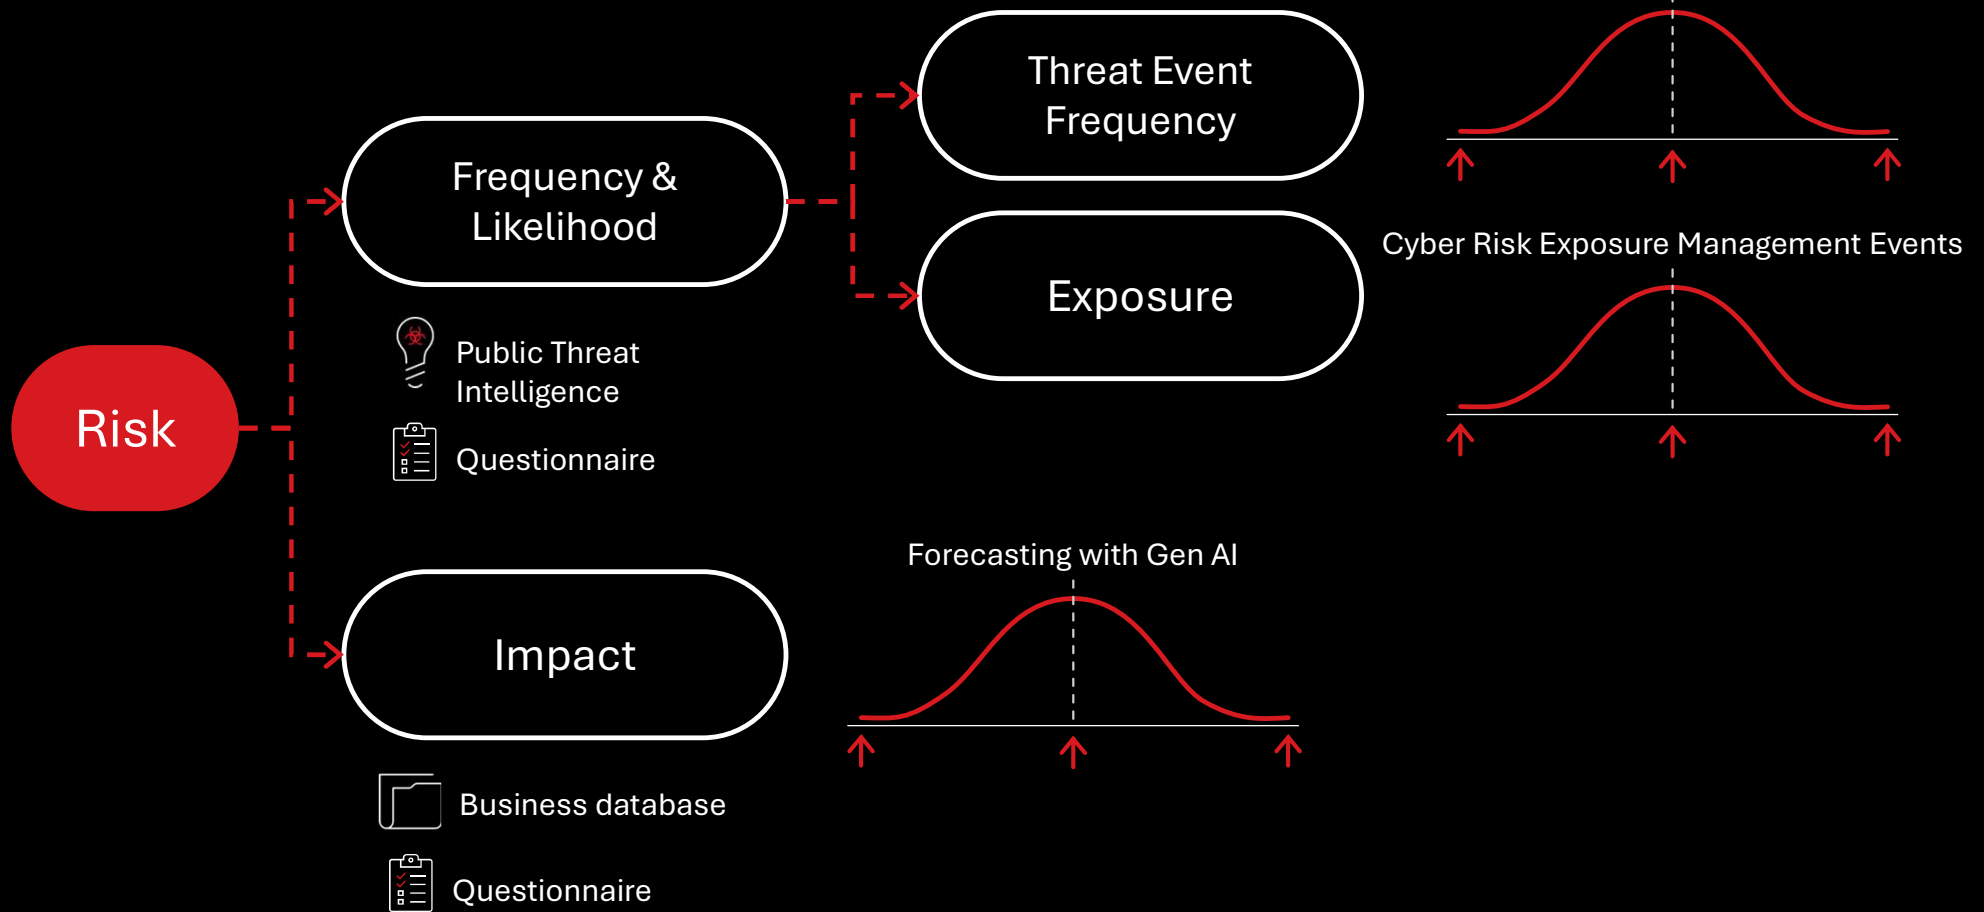 Threat Event
Frequency
Frequency &
Likelihood
Cyber Risk Exposure Management Events
Exposure
Public Threat
Intelligence
Risk
Questionnaire
Forecasting with Gen AI
Impact
Business database
Questionnaire